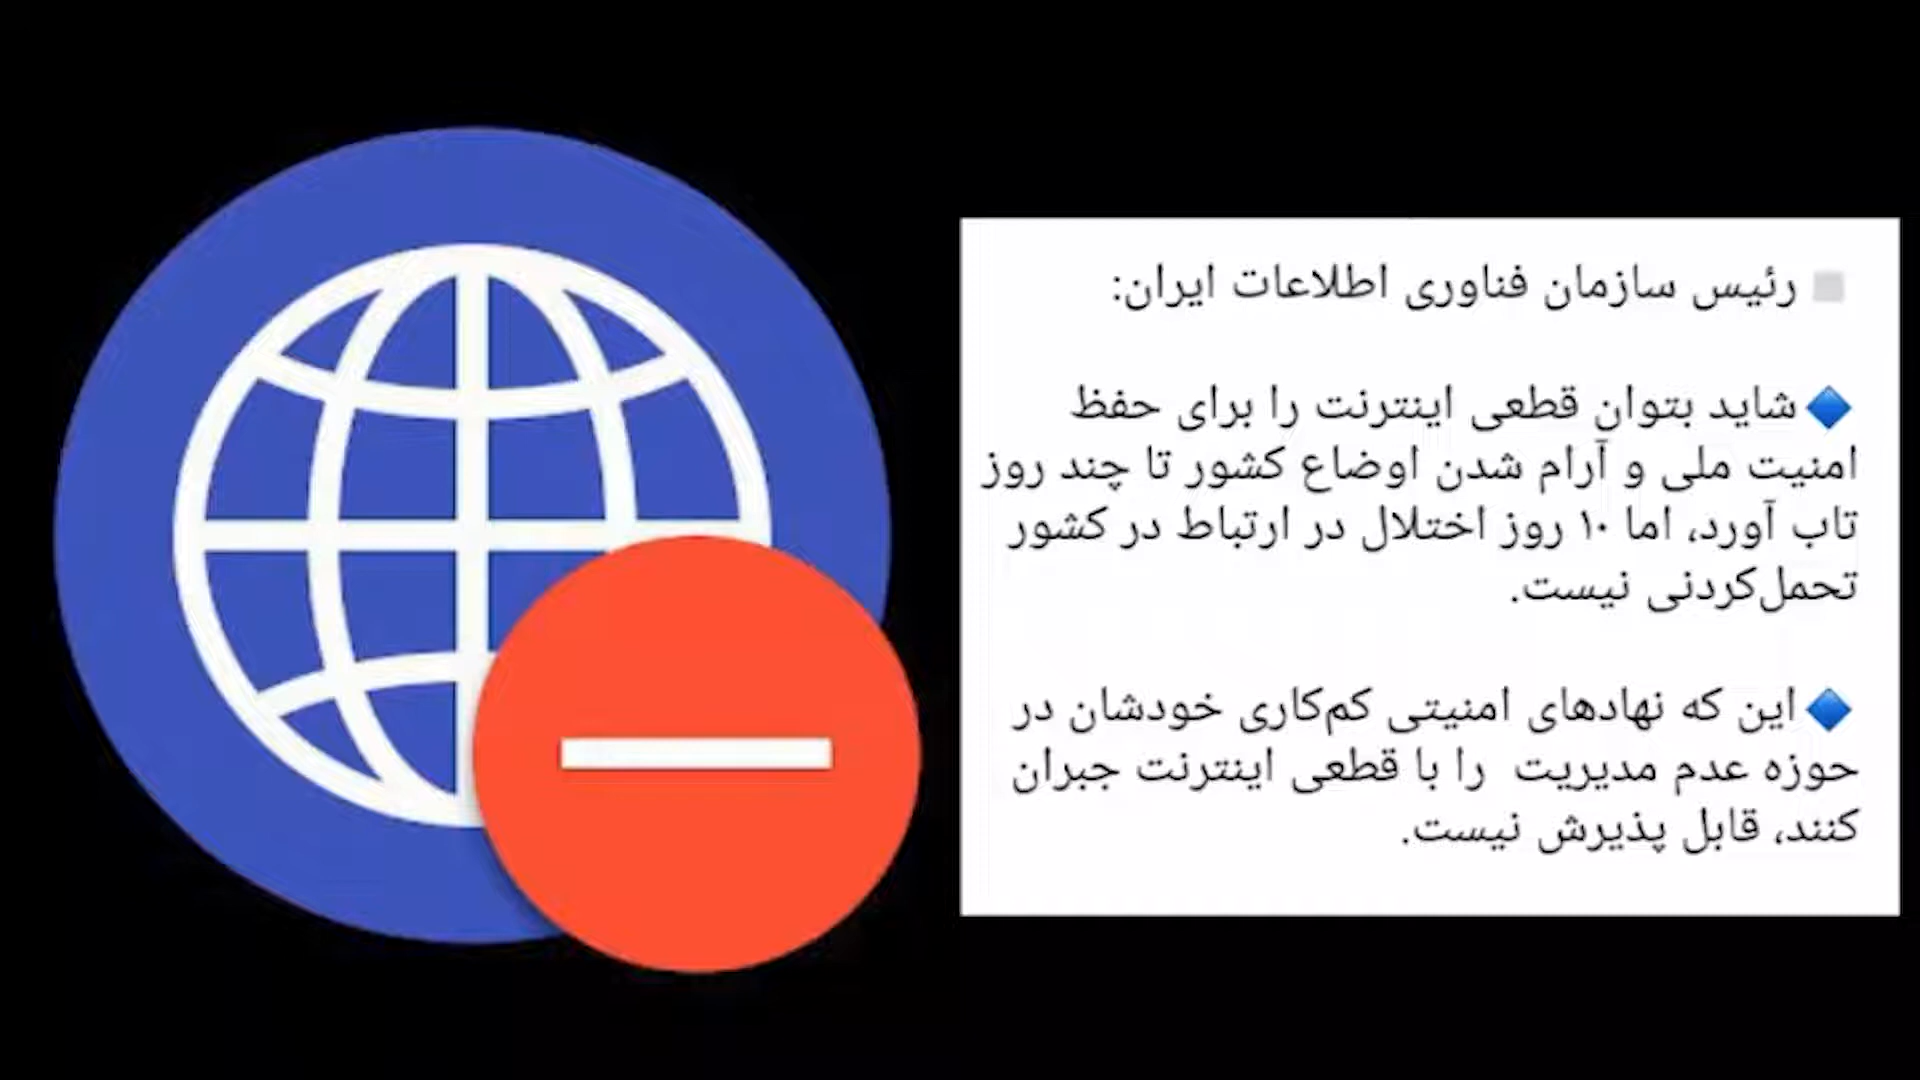 رئیس سازمان فناوری اطلاعات ایران:
شاید بتوان قطعی اینترنت را برای حفظ
امنیت ملی و آرام شدن اوضاع کشور تا چند روز
تاب آورد، اما ۱۰ روز اختلال در ارتباط در کشور
تحمل‌کردنی نیست.
این که نهادهای امنیتی کم‌کاری خودشان در
حوزه عدم مدیریت را با قطعی اینترنت جبران
کنند، قابل پذیرش نیست.